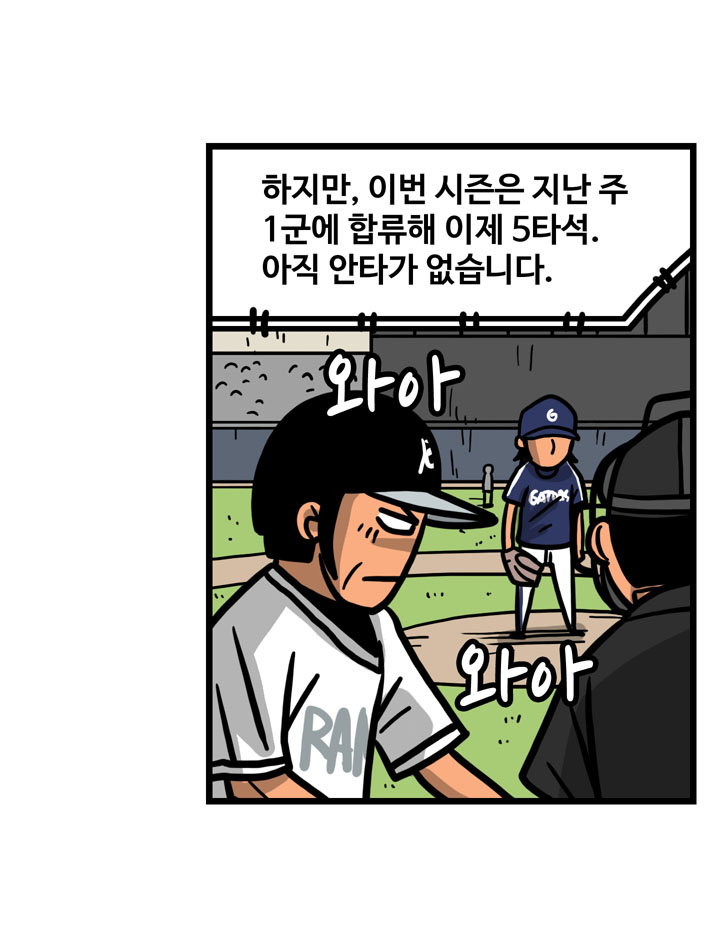 하지만, 이번 시즌은 지난 주
1군에 합류해 이제 5타석.
아직 안타가 없습니다.
와아
G
GATORS
RAM
와아